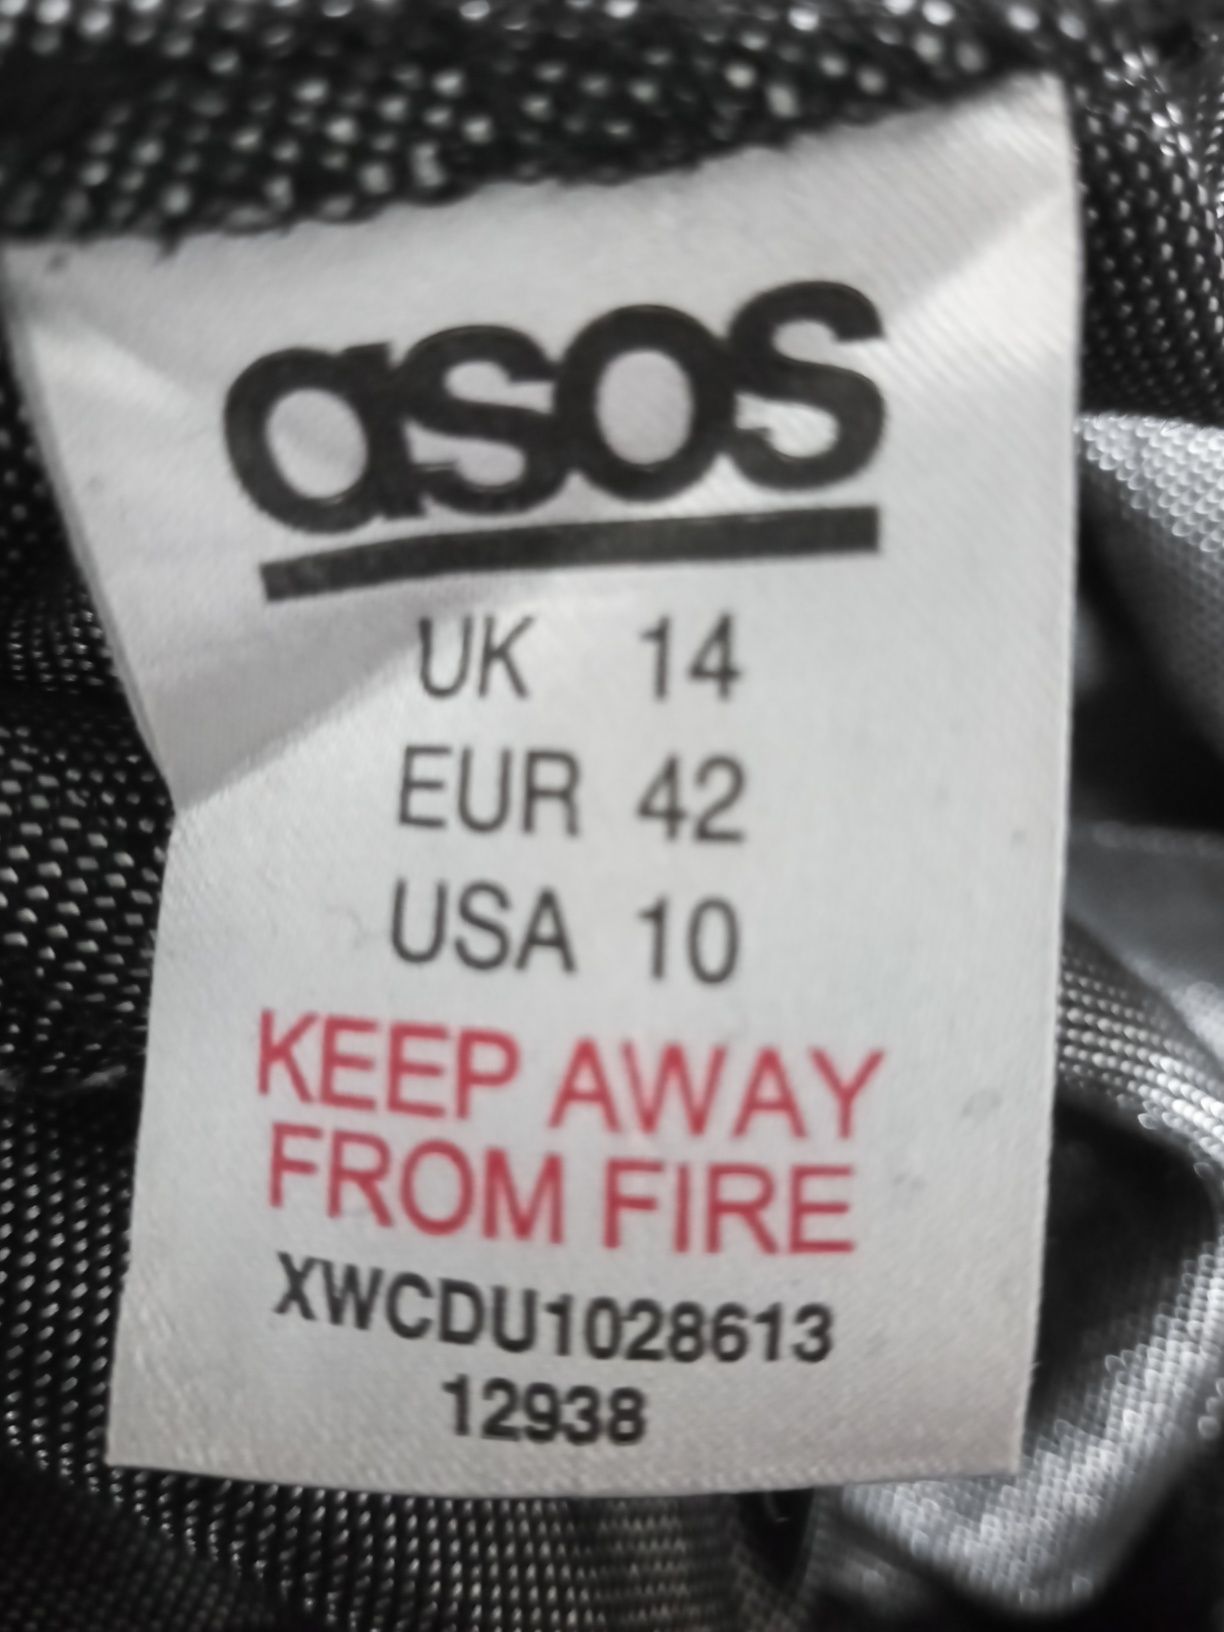 asos
UK 14
EUR 42
USA 10
KEEP AWAY
FROM FIRE
XWCDU1028613
12938